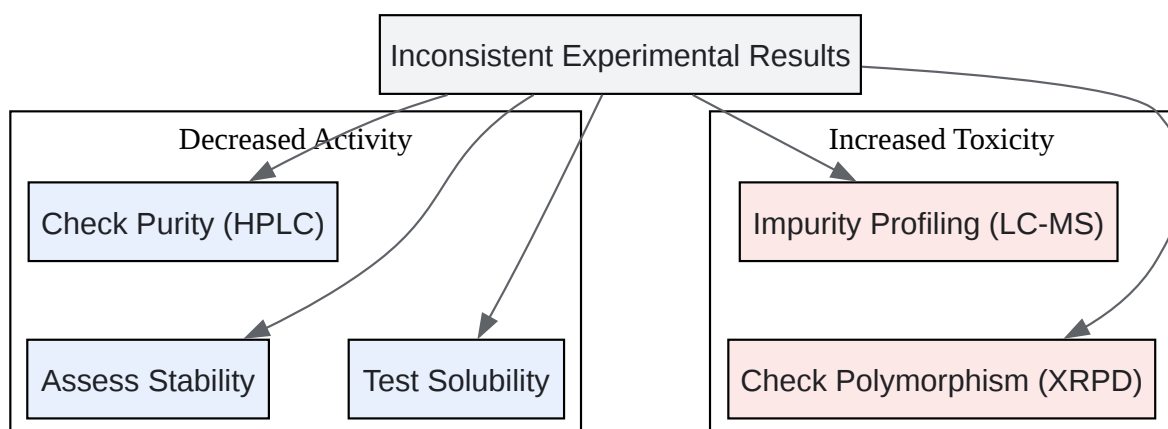 Inconsistent Experimental Results
Decreased Activity
Check Purity (HPLC)
Assess Stability
Test Solubility
Increased Toxicity
Impurity Profiling (LC-MS)
Check Polymorphism (XRPD)